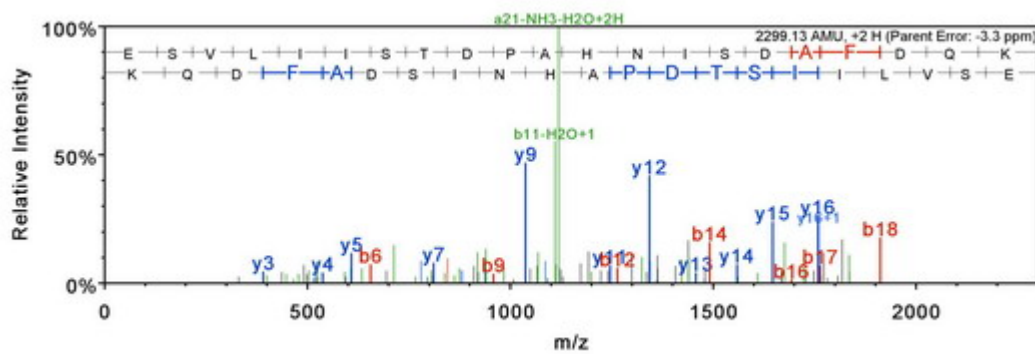 a21-NH3-H2O+2H
100%
2299.13 AMU, +2 H (Parent Error: -3.3 ppm)
E S V L I I S T D P A H N I S D A F D Q K
K Q D F A D S I N H A P D T S I I L V S E
Relative Intensity
b11-H2O+1
50%
y9
y12
y15
y16
y16+1
y3
y4
y5
b6
y7
b9
y11
b12
y13
b14
y14
b16
b17
b18
0%
0
500
1000
1500
2000
m/z